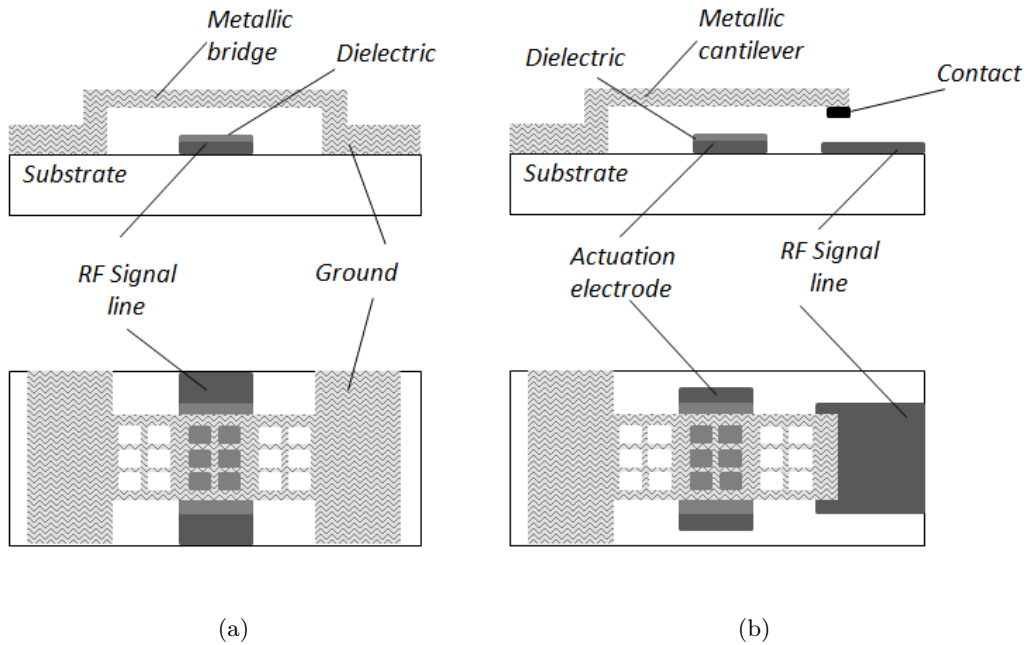 Metallic
bridge
Dielectric
Substrate
RF Signal
line
Ground
(a)
Metallic
cantilever
Dielectric
Contact
Substrate
Actuation
electrode
RF Signal
line
(b)